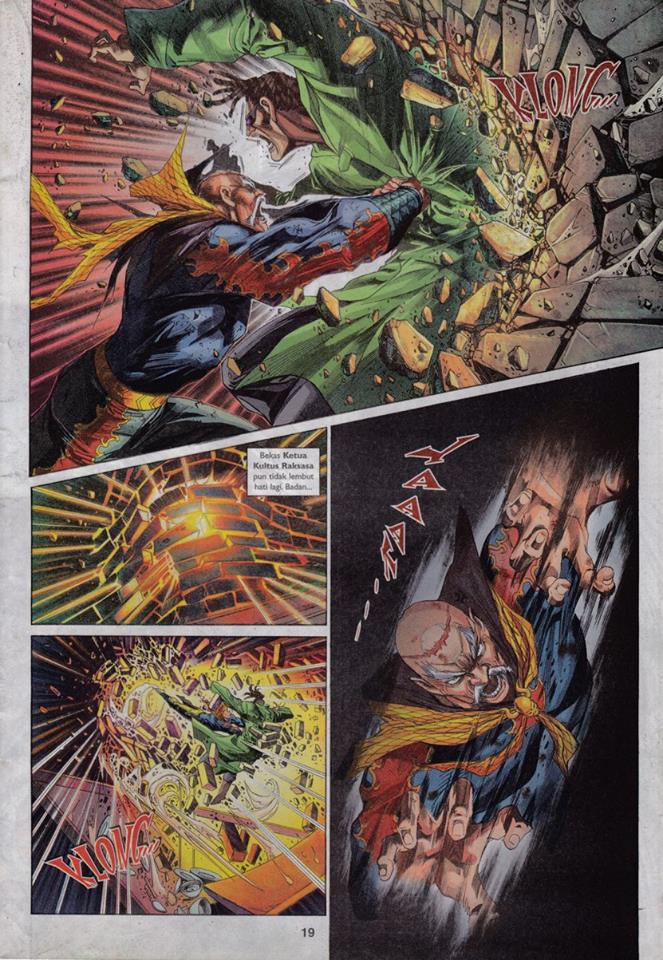 KLONG....
Bekas Ketua
Kultus Raksasa
pun tidak lembut
hati lagi. Badan...
YAAAA......
KLONG....
19